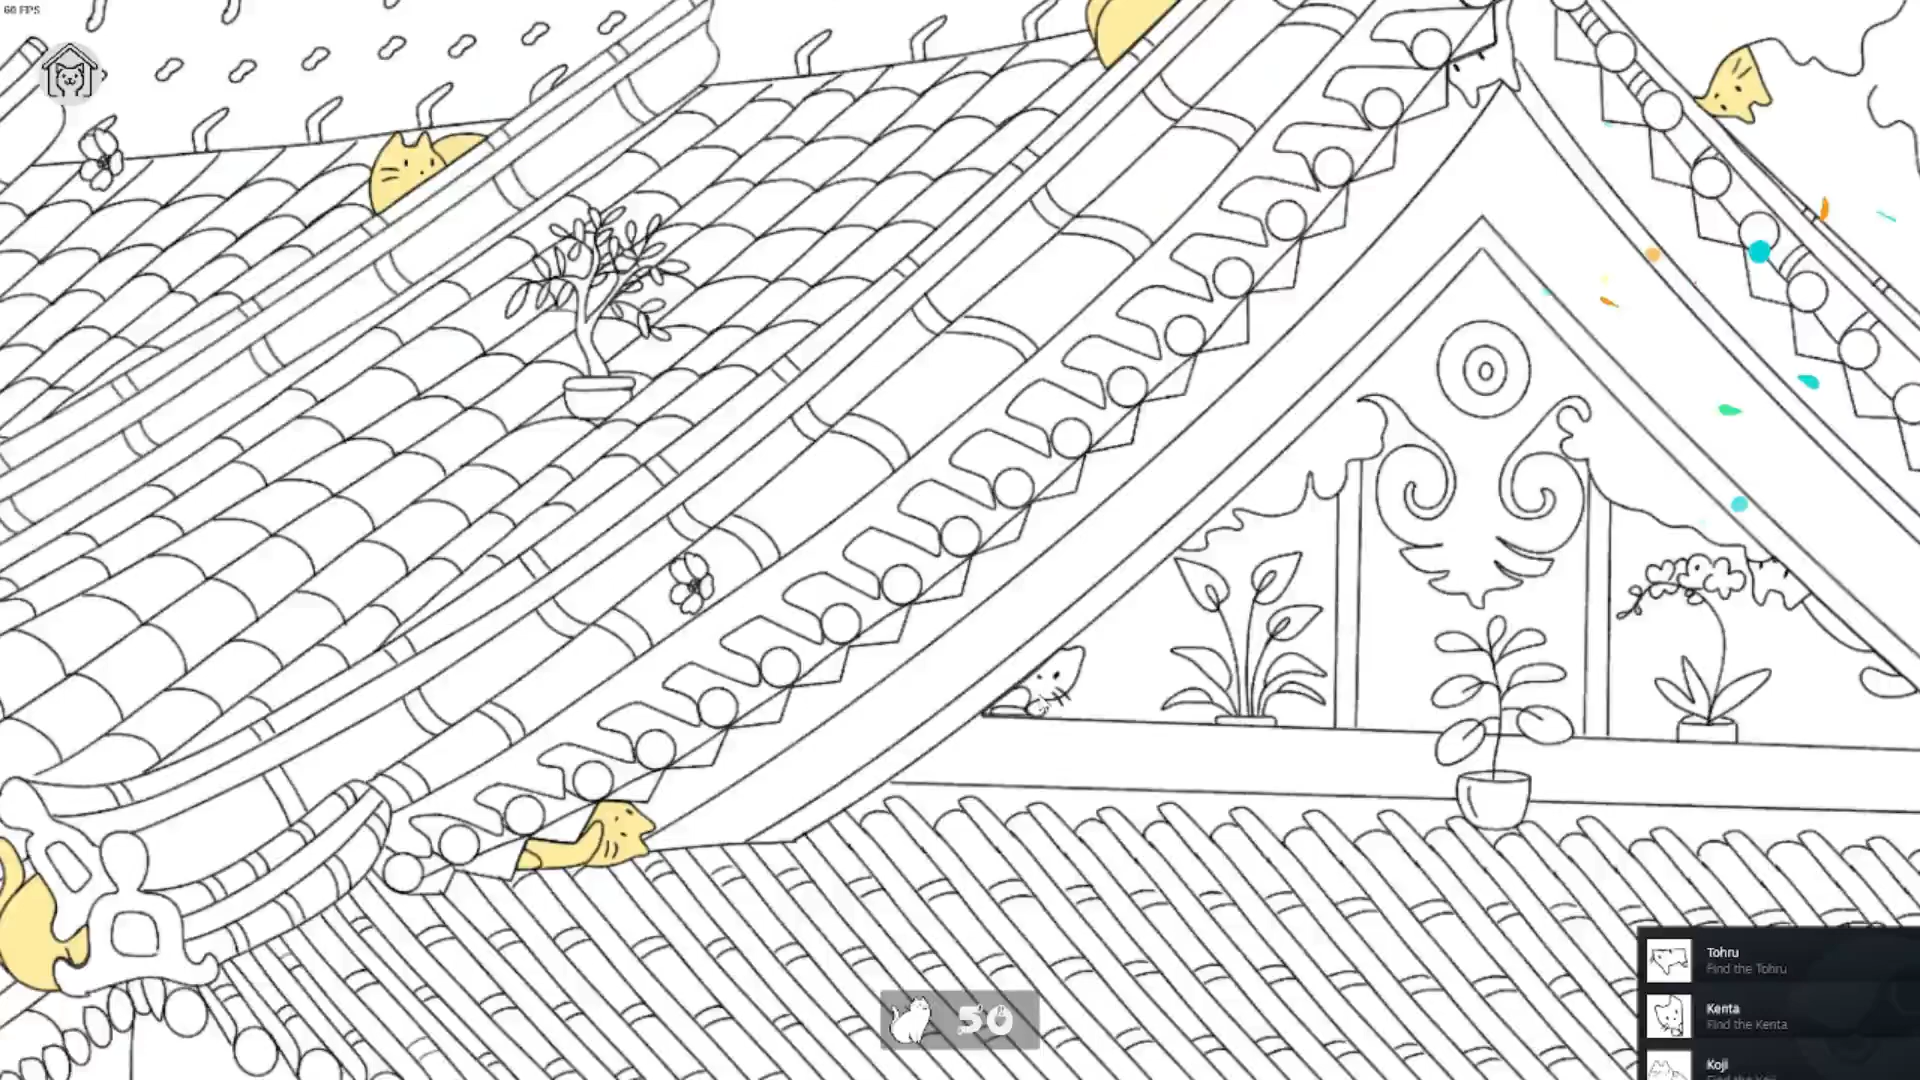 60 FPS
50
Tohru
Find the Tohru
Kenta
Find the Kenta
Koji